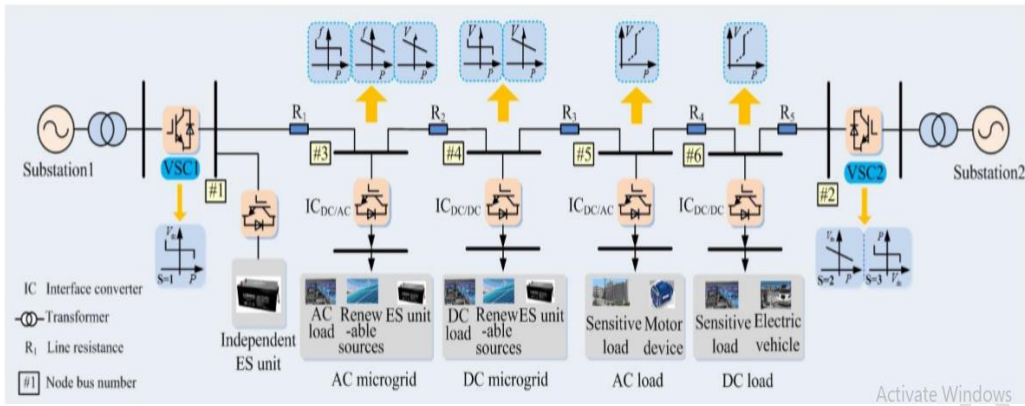 f
P
f
P
V
P
V
P
V
P
V
P
V
P
R1
R2
R3
R4
R5
#3
#4
#5
#6
Substation1
VSC1
#1
#2
VSC2
Substation2
ICDC/AC
ICDC/DC
ICDC/AC
ICDC/DC
Vdc
S=1
P
Vdc
S=2
P
P
S=3
Vdc
IC Interface converter
Transformer
R1 Line resistance
#1 Node bus number
Independent
ES unit
AC
load
Renew
-able
sources
ES unit
DC
load
Renew
-able
sources
ES unit
Sensitive
load
Motor
device
Sensitive
load
Electric
vehicle
AC microgrid
DC microgrid
AC load
DC load
Activate Windows